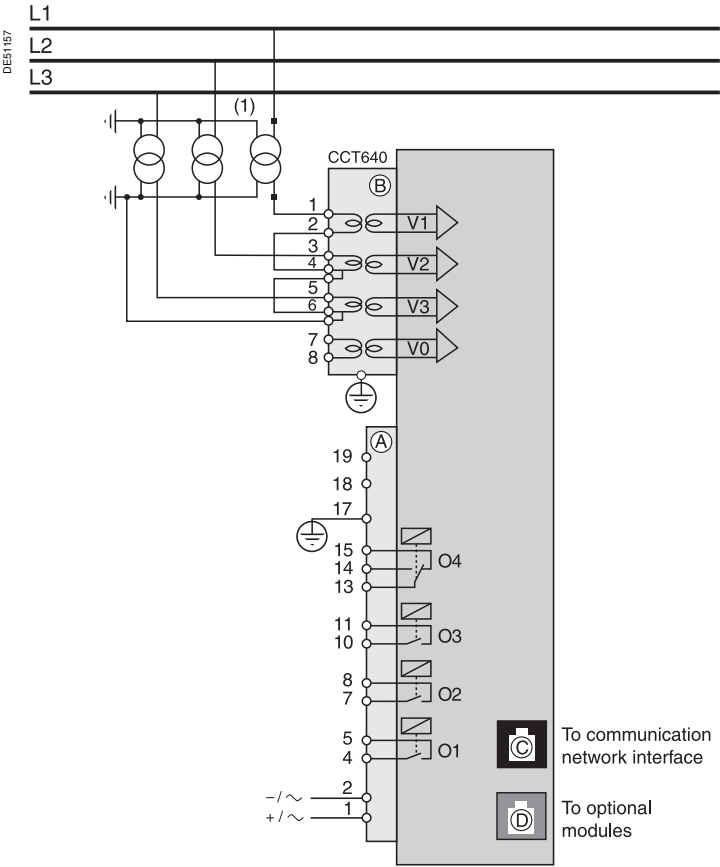 L1
DE51157
L2
L3
(1)
CCT640
B
1
2
V1
3
4
V2
5
6
V3
7
8
V0
A
19
18
17
15
14
O4
13
11
10
O3
8
7
O2
5
4
O1
C
To communication
network interface
−/∼ 2
+/∼ 1
D
To optional
modules